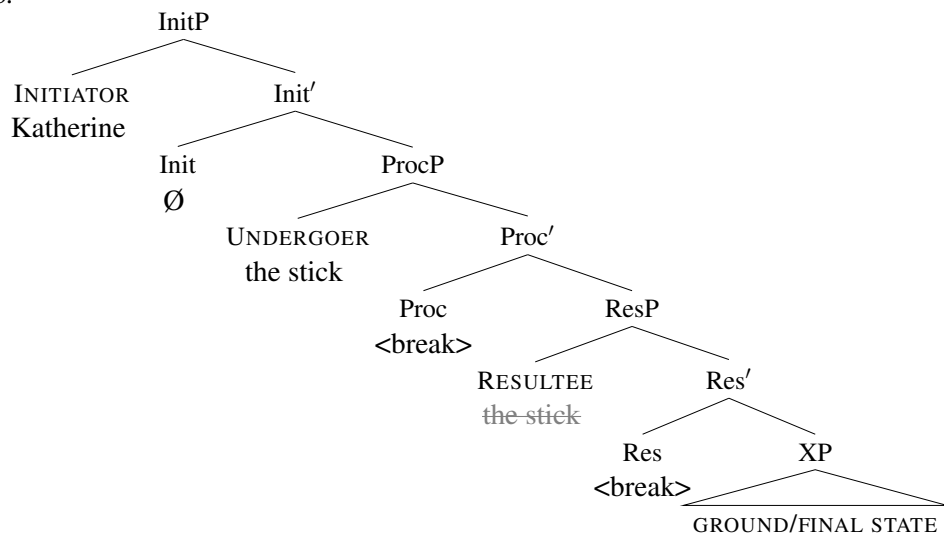 InitP
INITIATOR Init′
Katherine
Init ProcP
Ø
UNDERGOER Proc′
the stick
Proc ResP
<break>
RESULTEE Res′
the stick
Res XP
<break>
GROUND/FINAL STATE